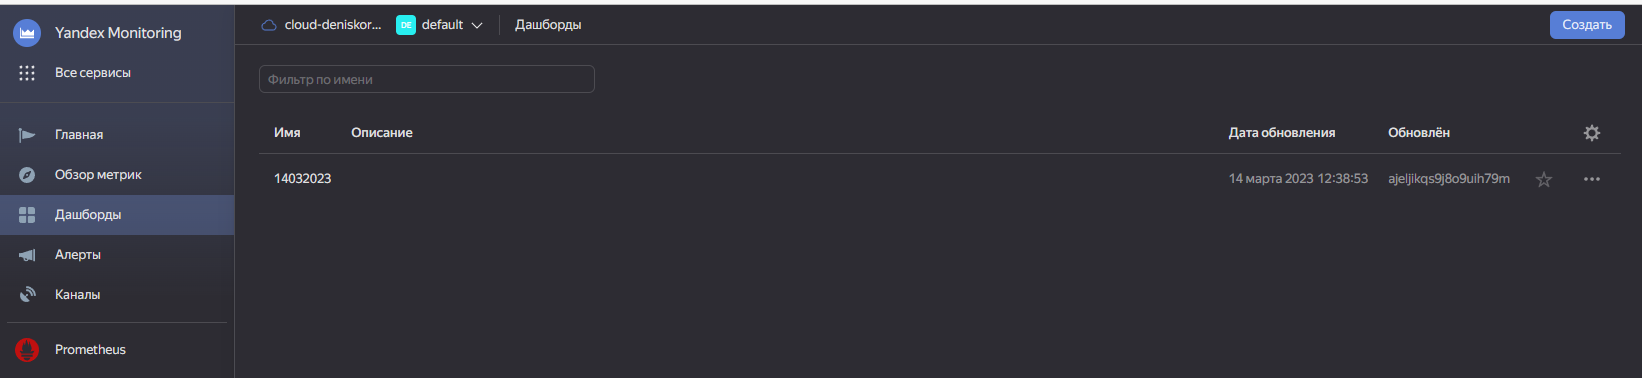 Yandex Monitoring
Все сервисы
Главная
Обзор метрик
Дашборды
Алерты
Каналы
Prometheus
cloud-deniskor... DE default Дашборды Создать
Фильтр по имени
Имя Описание Дата обновления Обновлён
14032023 14 марта 2023 12:38:53 ajeljikqs9j8o9uih79m